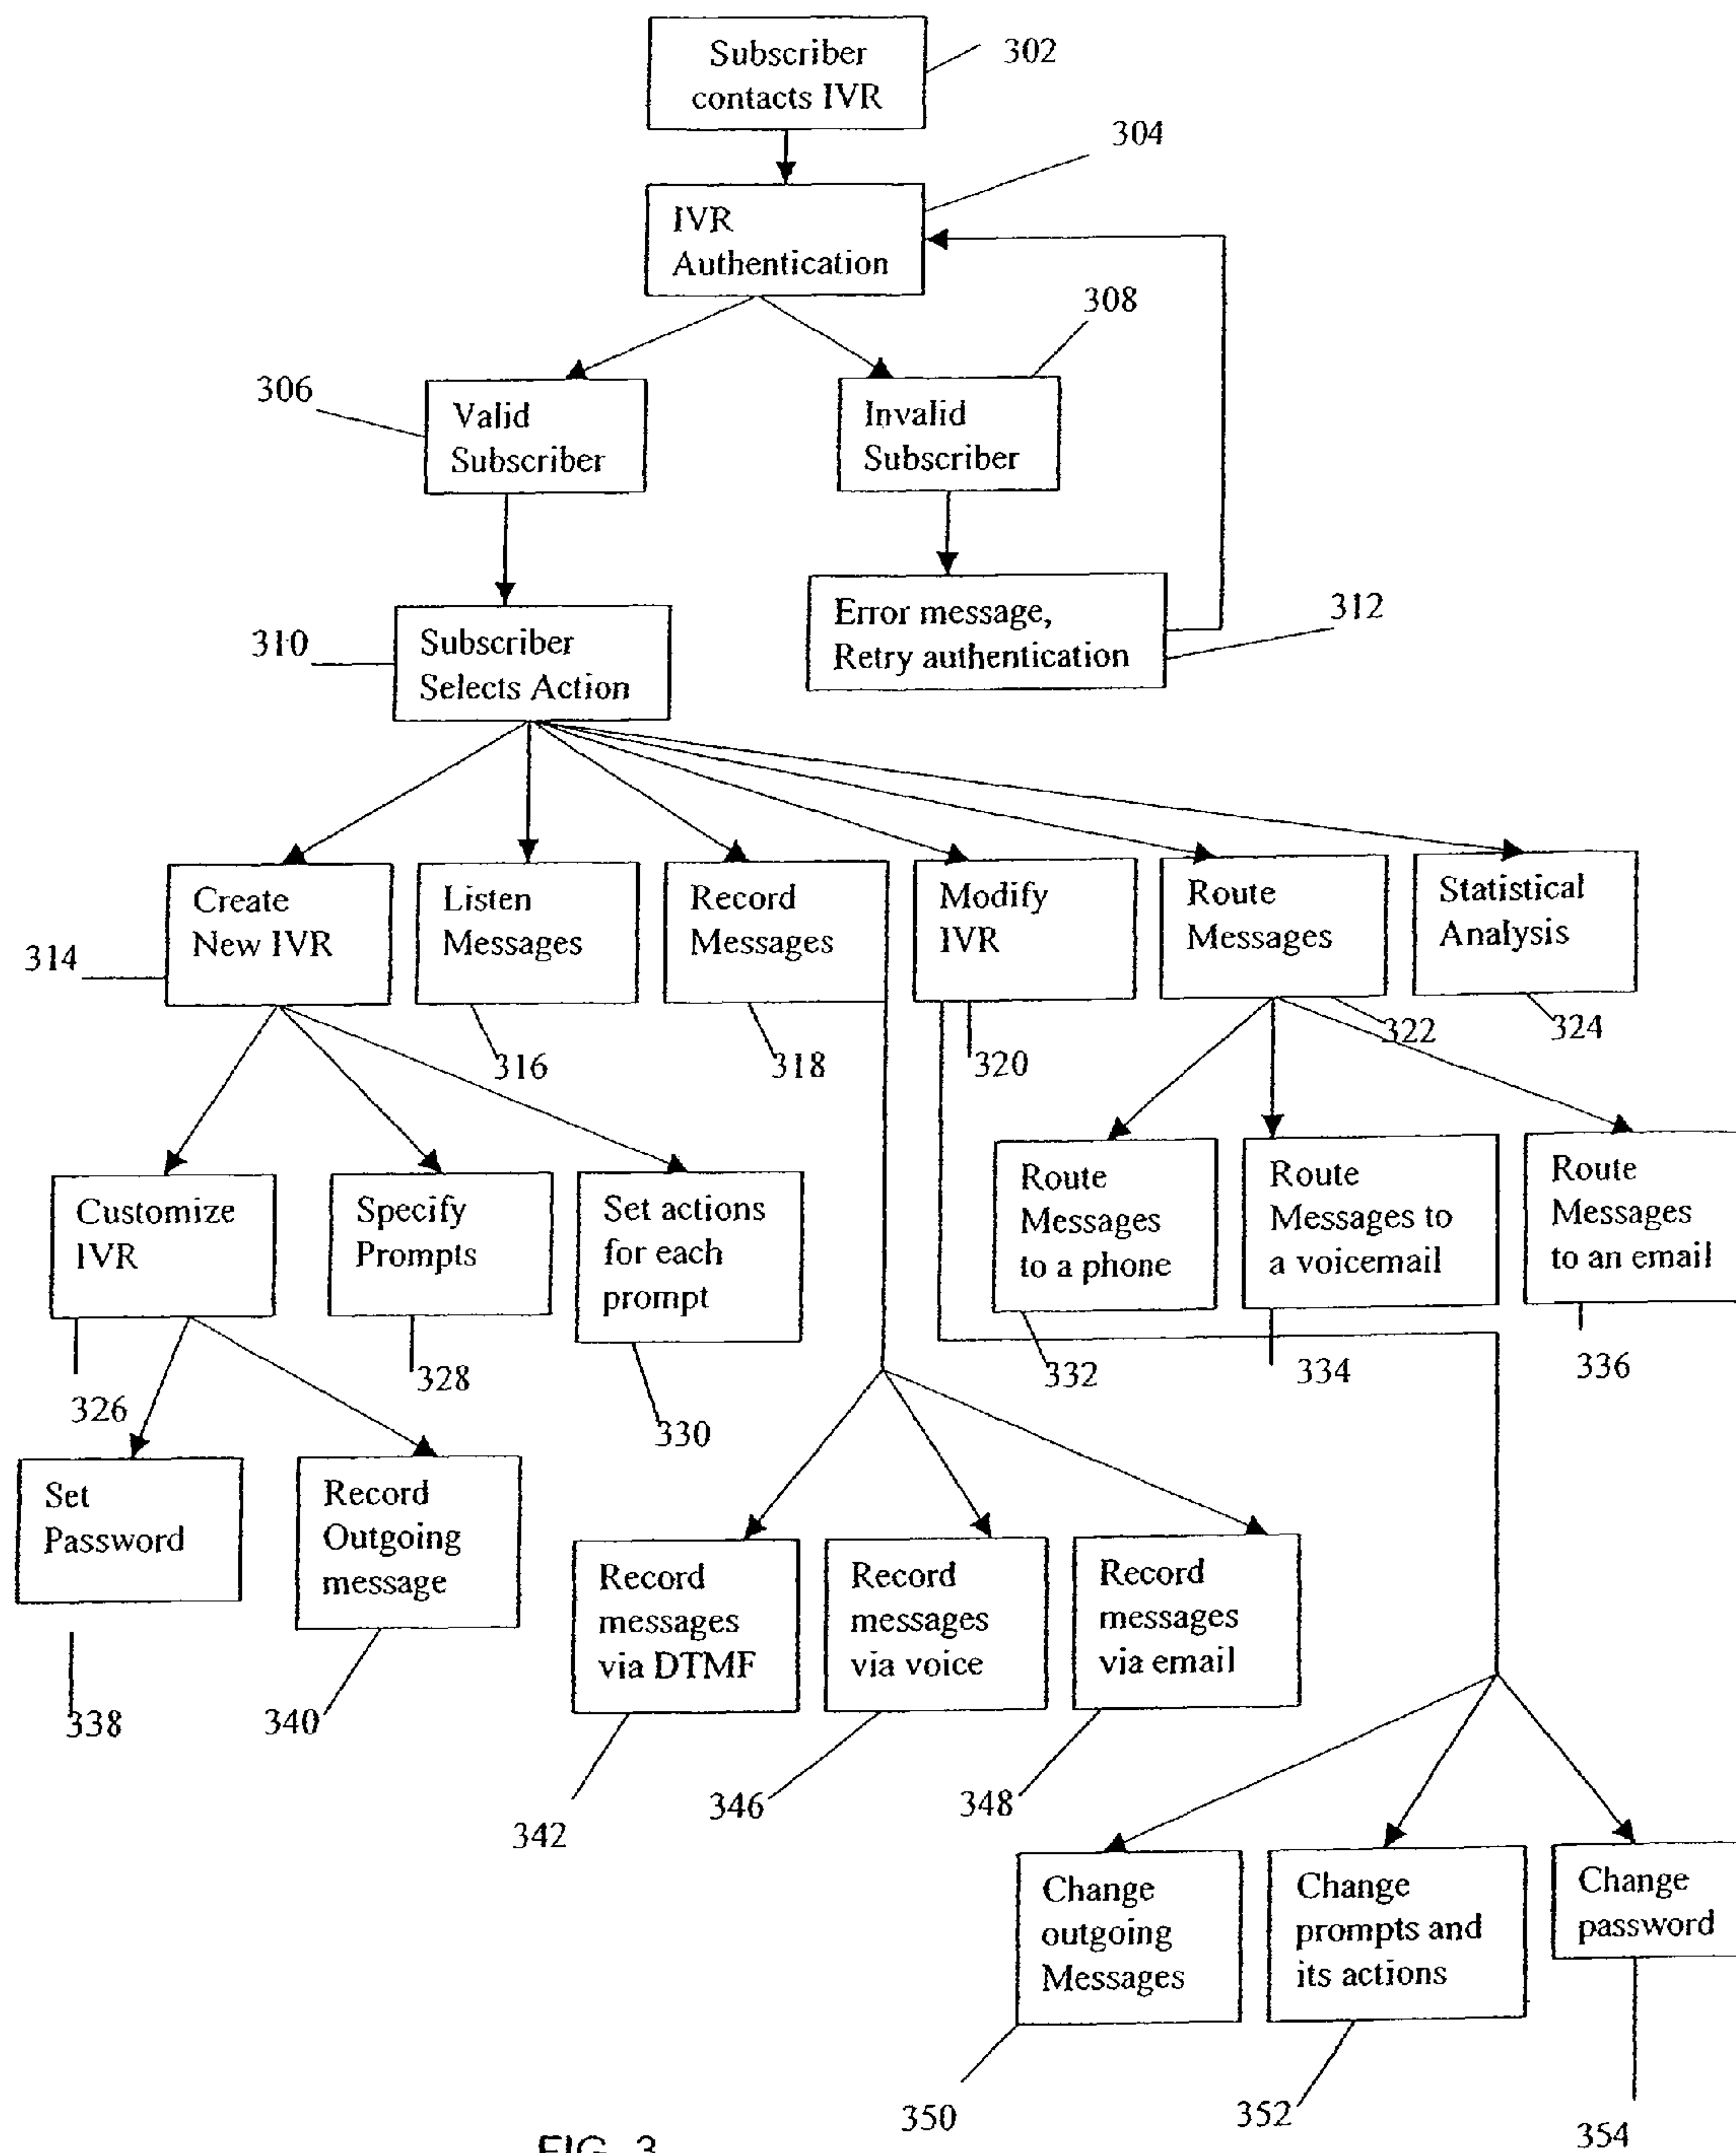 Subscriber
contacts IVR
302
304
IVR
Authentication
308
306
Valid
Subscriber
Invalid
Subscriber
310
Subscriber
Selects Action
Error message,
Retry authentication
312
314
Create
New IVR
Listen
Messages
Record
Messages
Modify
IVR
Route
Messages
Statistical
Analysis
316
318
320
322
324
Customize
IVR
Specify
Prompts
Set actions
for each
prompt
Route
Messages
to a phone
Route
Messages to
a voicemail
Route
Messages
to an email
326
328
330
332
334
336
Set
Password
Record
Outgoing
message
Record
messages
via DTMF
Record
messages
via voice
Record
messages
via email
338
340
342
346
348
Change
outgoing
Messages
Change
prompts and
its actions
Change
password
350
352
354
FIG. 3